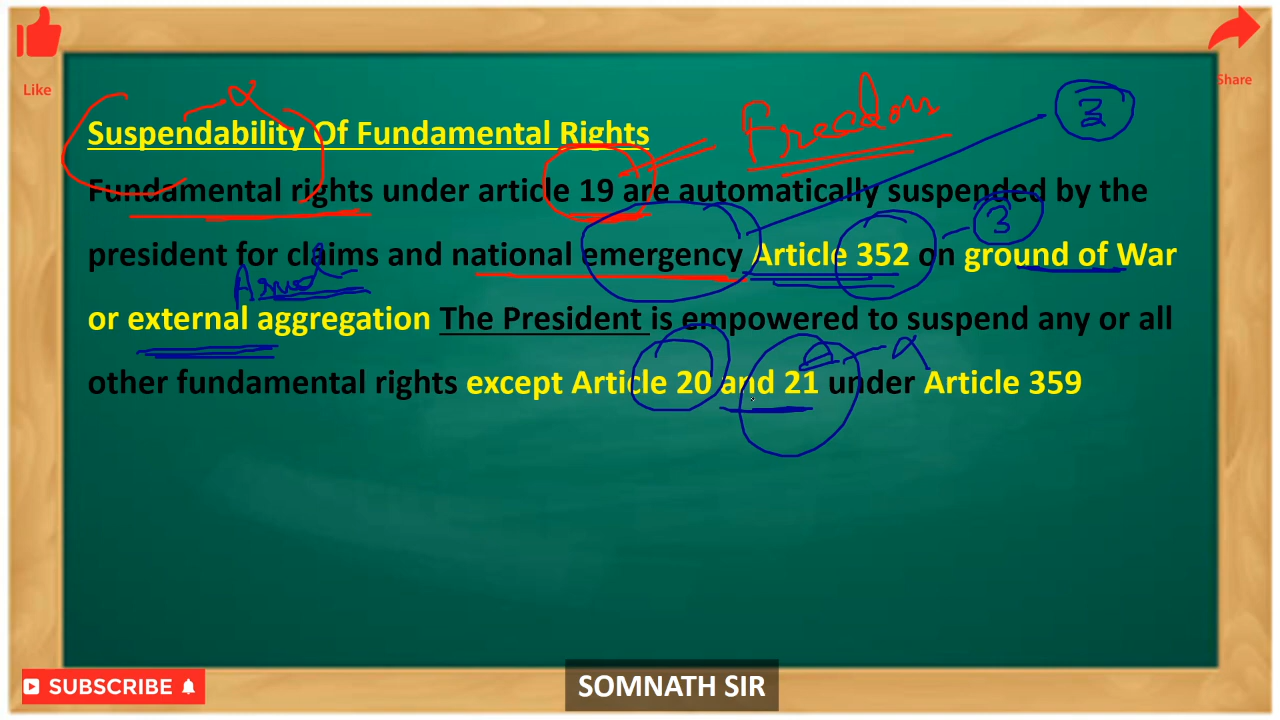 Like
Share
3
Freedom
Suspendability Of Fundamental Rights
Fundamental rights under article 19 are automatically suspended by the
3
president for claims and national emergency Article 352 on ground of War
or external aggregation The President is empowered to suspend any or all
other fundamental rights except Article 20 and 21 under Article 359
SUBSCRIBE
SOMNATH SIR